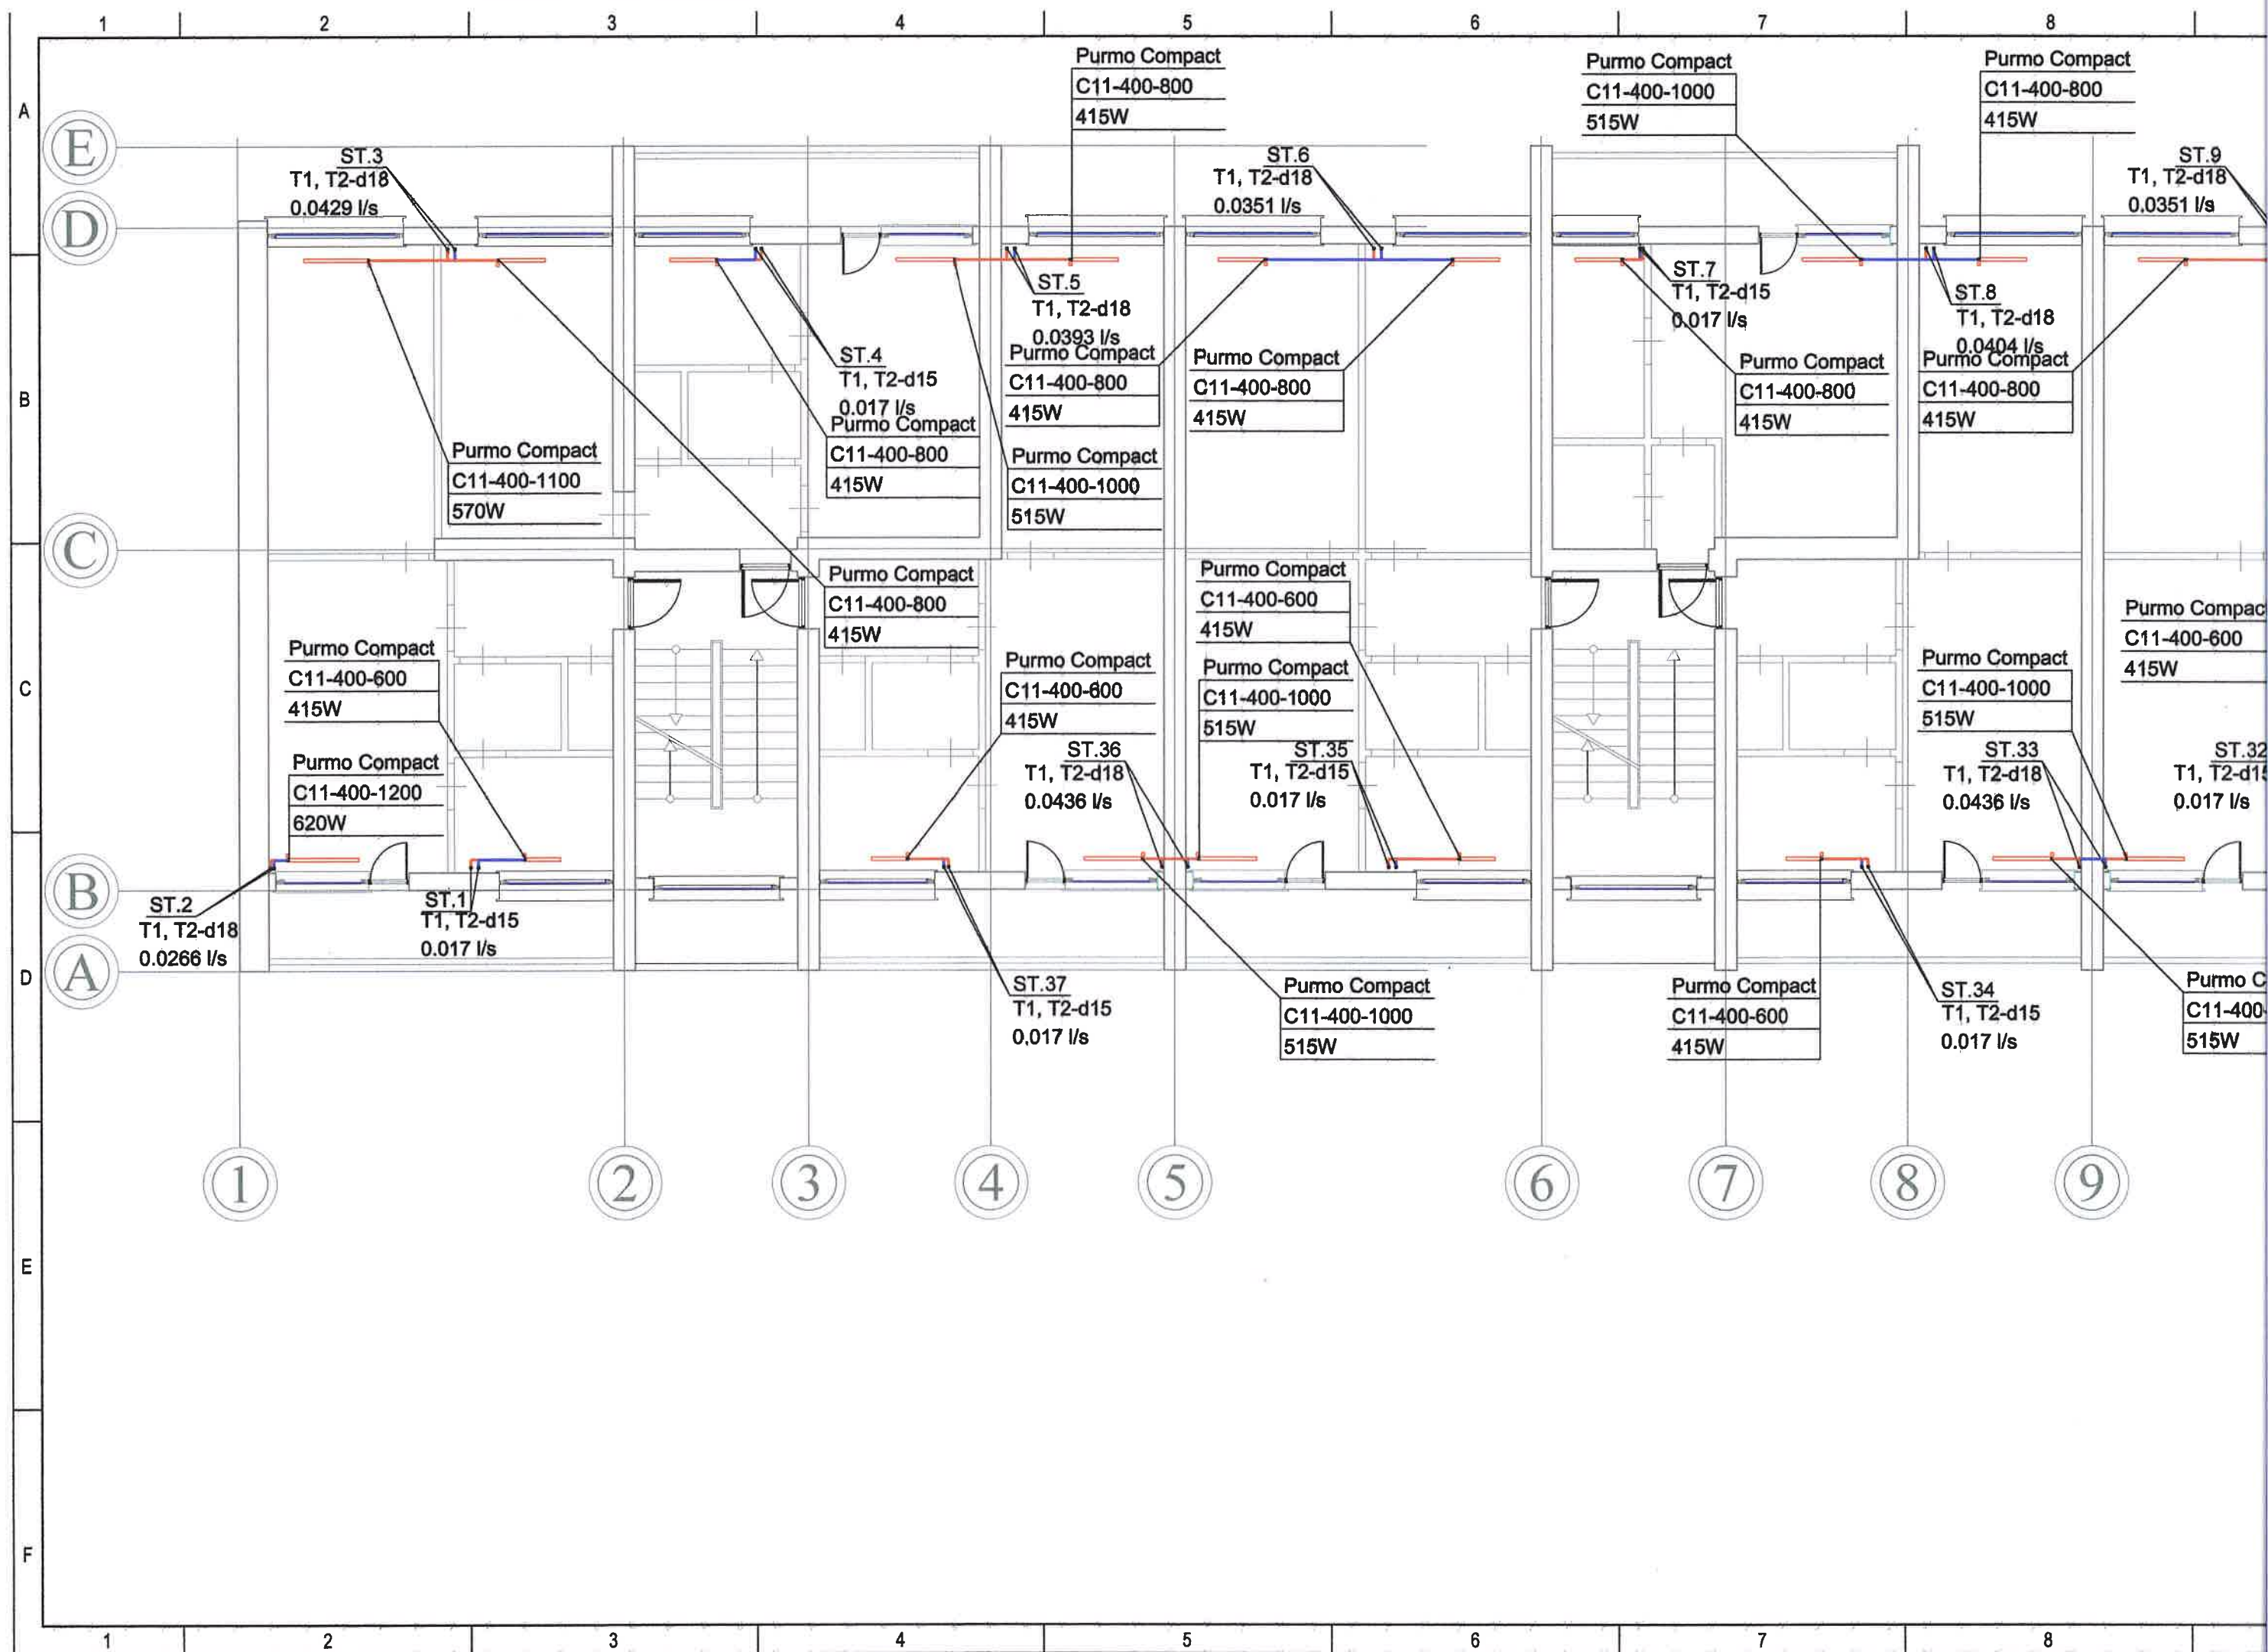 1 2 3 4 5 6 7 8
A
B
C
D
E
F
E
D
C
B
A
Purmo Compact
C11-400-800
415W
Purmo Compact
C11-400-1000
515W
Purmo Compact
C11-400-800
415W
ST.3
T1, T2-d18
0.0429 l/s
ST.6
T1, T2-d18
0.0351 l/s
ST.9
T1, T2-d18
0.0351 l/s
ST.5
T1, T2-d18
0.0393 l/s
ST.7
T1, T2-d15
0.017 l/s
ST.8
T1, T2-d18
0.0404 l/s
ST.4
T1, T2-d15
0.017 l/s
Purmo Compact
C11-400-800
415W
Purmo Compact
C11-400-800
415W
Purmo Compact
C11-400-800
415W
Purmo Compact
C11-400-800
415W
Purmo Compact
C11-400-1100
570W
Purmo Compact
C11-400-800
415W
Purmo Compact
C11-400-1000
515W
Purmo Compact
C11-400-800
415W
Purmo Compact
C11-400-600
415W
Purmo Compac
C11-400-600
415W
Purmo Compact
C11-400-600
415W
Purmo Compact
C11-400-600
415W
Purmo Compact
C11-400-1000
515W
Purmo Compact
C11-400-1000
515W
Purmo Compact
C11-400-1200
620W
ST.36
T1, T2-d18
0.0436 l/s
ST.35
T1, T2-d15
0.017 l/s
ST.33
T1, T2-d18
0.0436 l/s
ST.32
T1, T2-d15
0.017 l/s
ST.2
T1, T2-d18
0.0266 l/s
ST.1
T1, T2-d15
0.017 l/s
ST.37
T1, T2-d15
0.017 l/s
Purmo Compact
C11-400-1000
515W
Purmo Compact
C11-400-600
415W
ST.34
T1, T2-d15
0.017 l/s
Purmo C
C11-400-
515W
1 2 3 4 5 6 7 8 9
1 2 3 4 5 6 7 8